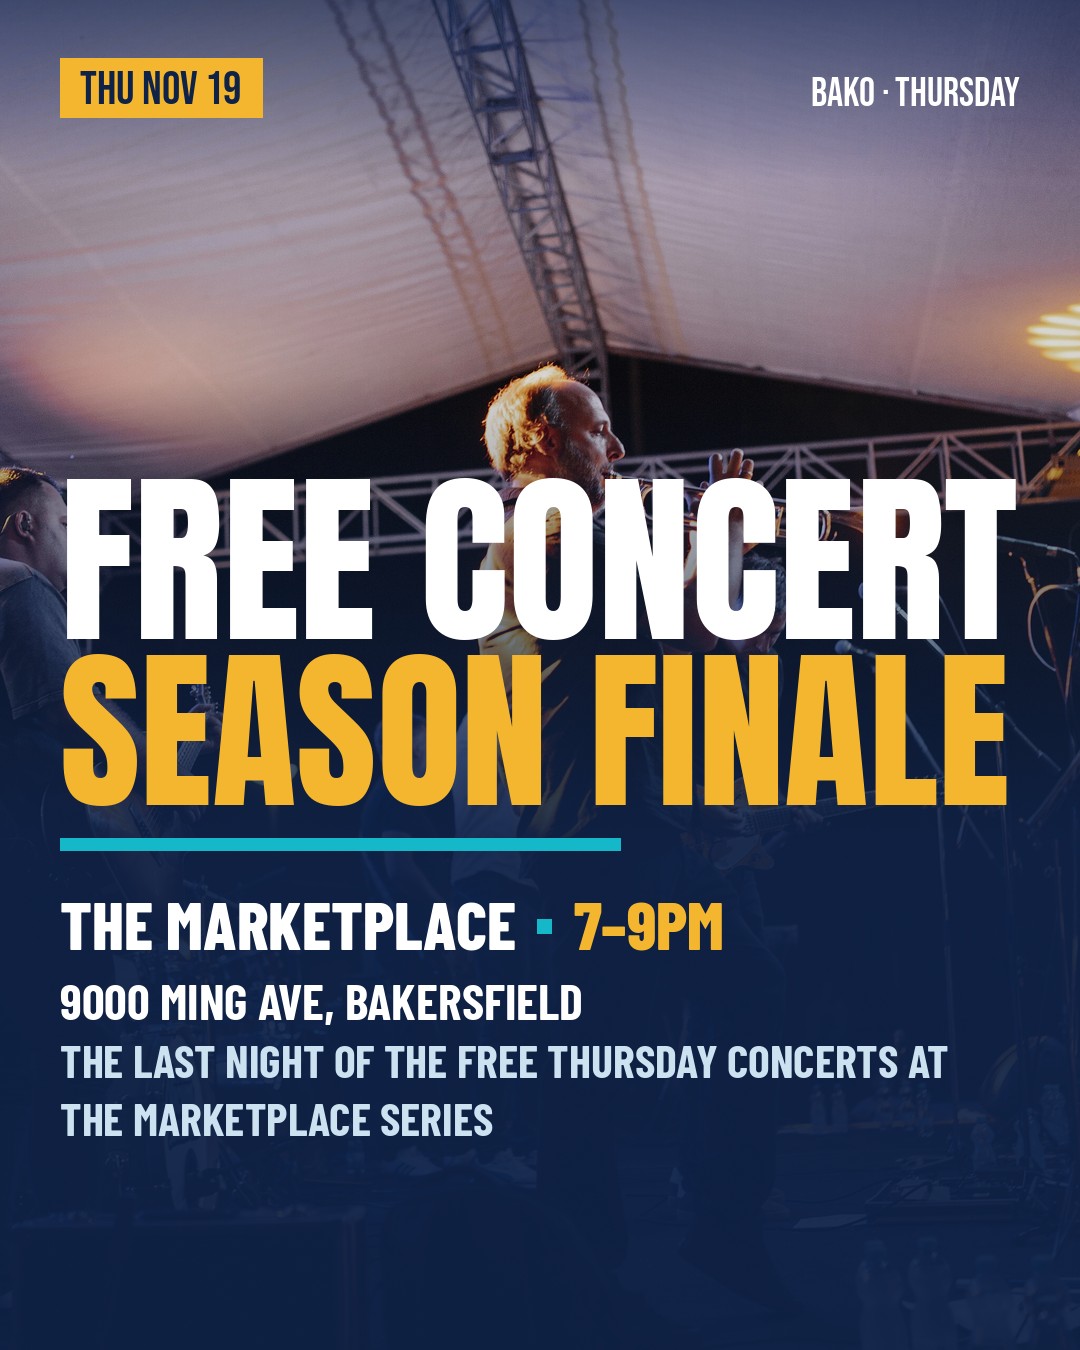 THU NOV 19
BAKO · THURSDAY
FREE CONCERT
SEASON FINALE
THE MARKETPLACE ▪ 7–9PM
9000 MING AVE, BAKERSFIELD
THE LAST NIGHT OF THE FREE THURSDAY CONCERTS AT
THE MARKETPLACE SERIES